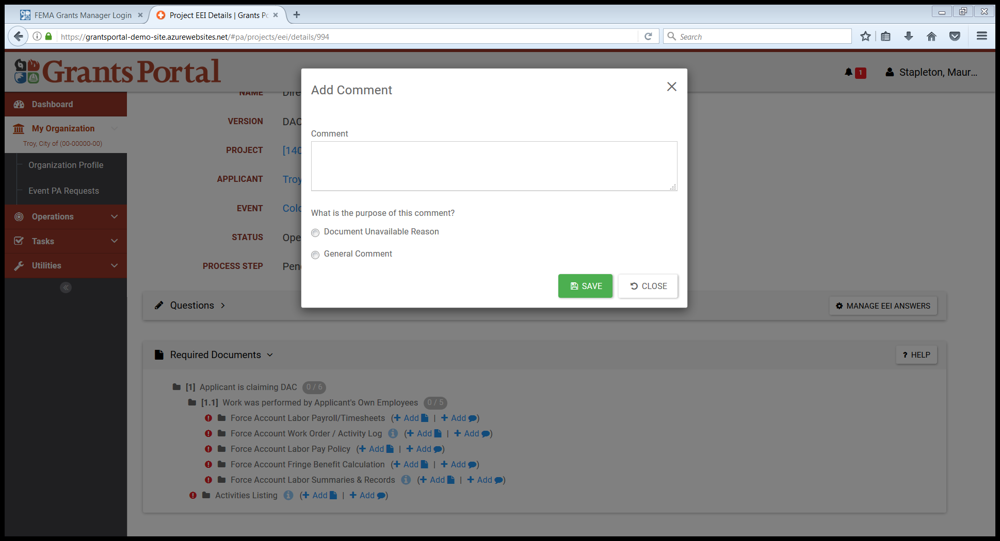 FEMA Grants Manager Login
Project EEI Details | Grants Po
https://grantsportal-demo-site.azurewebsites.net/#pa/projects/eei/details/994
Search
Grants Portal
1
Stapleton, Maur...
Dashboard
My Organization
Troy, City of (00-00000-00)
Organization Profile
Event PA Requests
Operations
Tasks
Utilities
NAME Dire
VERSION DAC
PROJECT [140
APPLICANT Troy
EVENT Colo
STATUS Ope
PROCESS STEP Pen
Add Comment
Comment
What is the purpose of this comment?
Document Unavailable Reason
General Comment
SAVE
CLOSE
Questions
MANAGE EEI ANSWERS
Required Documents
? HELP
[1] Applicant is claiming DAC 0 / 6
[1.1] Work was performed by Applicant's Own Employees 0 / 5
Force Account Labor Payroll/Timesheets (+ Add | + Add)
Force Account Work Order / Activity Log (+ Add | + Add)
Force Account Labor Pay Policy (+ Add | + Add)
Force Account Fringe Benefit Calculation (+ Add | + Add)
Force Account Labor Summaries & Records (+ Add | + Add)
Activities Listing (+ Add | + Add)